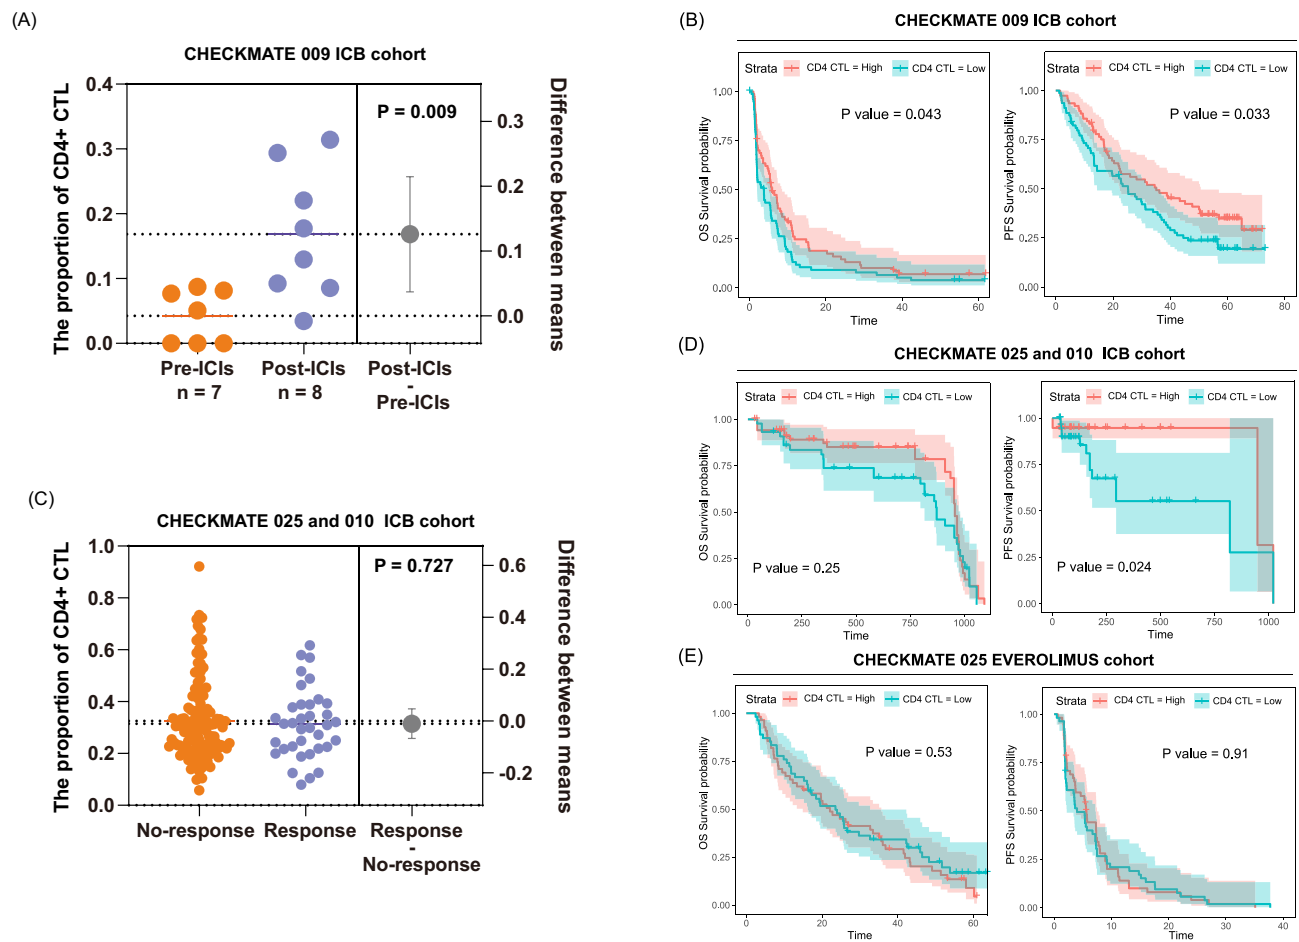 (A)
CHECKMATE 009 ICB cohort
The proportion of CD4+ CTL
0.4
0.3
0.2
0.1
0.0
P = 0.009
0.3
0.2
0.1
0.0
Difference between means
Pre-ICIs
n = 7
Post-ICIs
n = 8
Post-ICIs
-
Pre-ICIs
(B)
CHECKMATE 009 ICB cohort
Strata CD4 CTL = High CD4 CTL = Low
OS Survival probability
1.00
0.75
0.50
0.25
0.00
P value = 0.043
0 20 40 60
Time
Strata CD4 CTL = High CD4 CTL = Low
PFS Survival probability
1.00
0.75
0.50
0.25
0.00
P value = 0.033
0 20 40 60 80
Time
(C)
CHECKMATE 025 and 010 ICB cohort
The proportion of CD4+ CTL
1.0
0.8
0.6
0.4
0.2
0.0
P = 0.727
0.6
0.4
0.2
0.0
-0.2
Difference between means
No-response
Response
Response
-
No-response
(D)
CHECKMATE 025 and 010 ICB cohort
Strata CD4 CTL = High CD4 CTL = Low
OS Survival probability
1.00
0.75
0.50
0.25
0.00
P value = 0.25
0 250 500 750 1000
Time
Strata CD4 CTL = High CD4 CTL = Low
PFS Survival probability
1.00
0.75
0.50
0.25
0.00
P value = 0.024
0 250 500 750 1000
Time
(E)
CHECKMATE 025 EVEROLIMUS cohort
Strata CD4 CTL = High CD4 CTL = Low
OS Survival probability
1.00
0.75
0.50
0.25
0.00
P value = 0.53
0 20 40 60
Time
Strata CD4 CTL = High CD4 CTL = Low
PFS Survival probability
1.00
0.75
0.50
0.25
0.00
P value = 0.91
0 10 20 30 40
Time